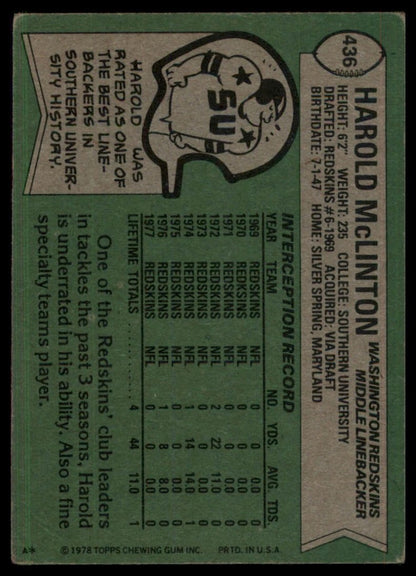 436
HAROLD McLINTON
WASHINGTON REDSKINS
MIDDLE LINEBACKER
HEIGHT: 6'2" WEIGHT: 235 COLLEGE: SOUTHERN UNIVERSITY
DRAFTED: REDSKINS #6-1969 ACQUIRED: VIA DRAFT
BIRTHDATE: 7-1-47 HOME: SILVER SPRING, MARYLAND
SU
HAROLD WAS
RATED AS ONE OF
THE BEST LINE-
BACKERS IN
SOUTHERN UNIVER-
SITY HISTORY.
INTERCEPTION RECORD
YEAR TEAM NO. YDS. AVG. TDS.
1969 REDSKINS NFL 0 0 0 0
1970 REDSKINS NFL 0 0 0 0
1971 REDSKINS NFL 0 0 0 0
1972 REDSKINS NFL 2 22 11.0 0
1973 REDSKINS NFL 0 0 0 0
1974 REDSKINS NFL 1 14 14.0 1
1975 REDSKINS NFL 0 0 0 0
1976 REDSKINS NFL 1 8 8.0 0
1977 REDSKINS NFL 0 0 0 0
LIFETIME TOTALS . . . . 4 44 11.0 1
One of the Redskins' club leaders
in tackles the past 3 seasons, Harold
is underrated in his ability. Also a fine
specialty teams player.
A* © 1978 TOPPS CHEWING GUM INC. PRTD. IN U.S.A.